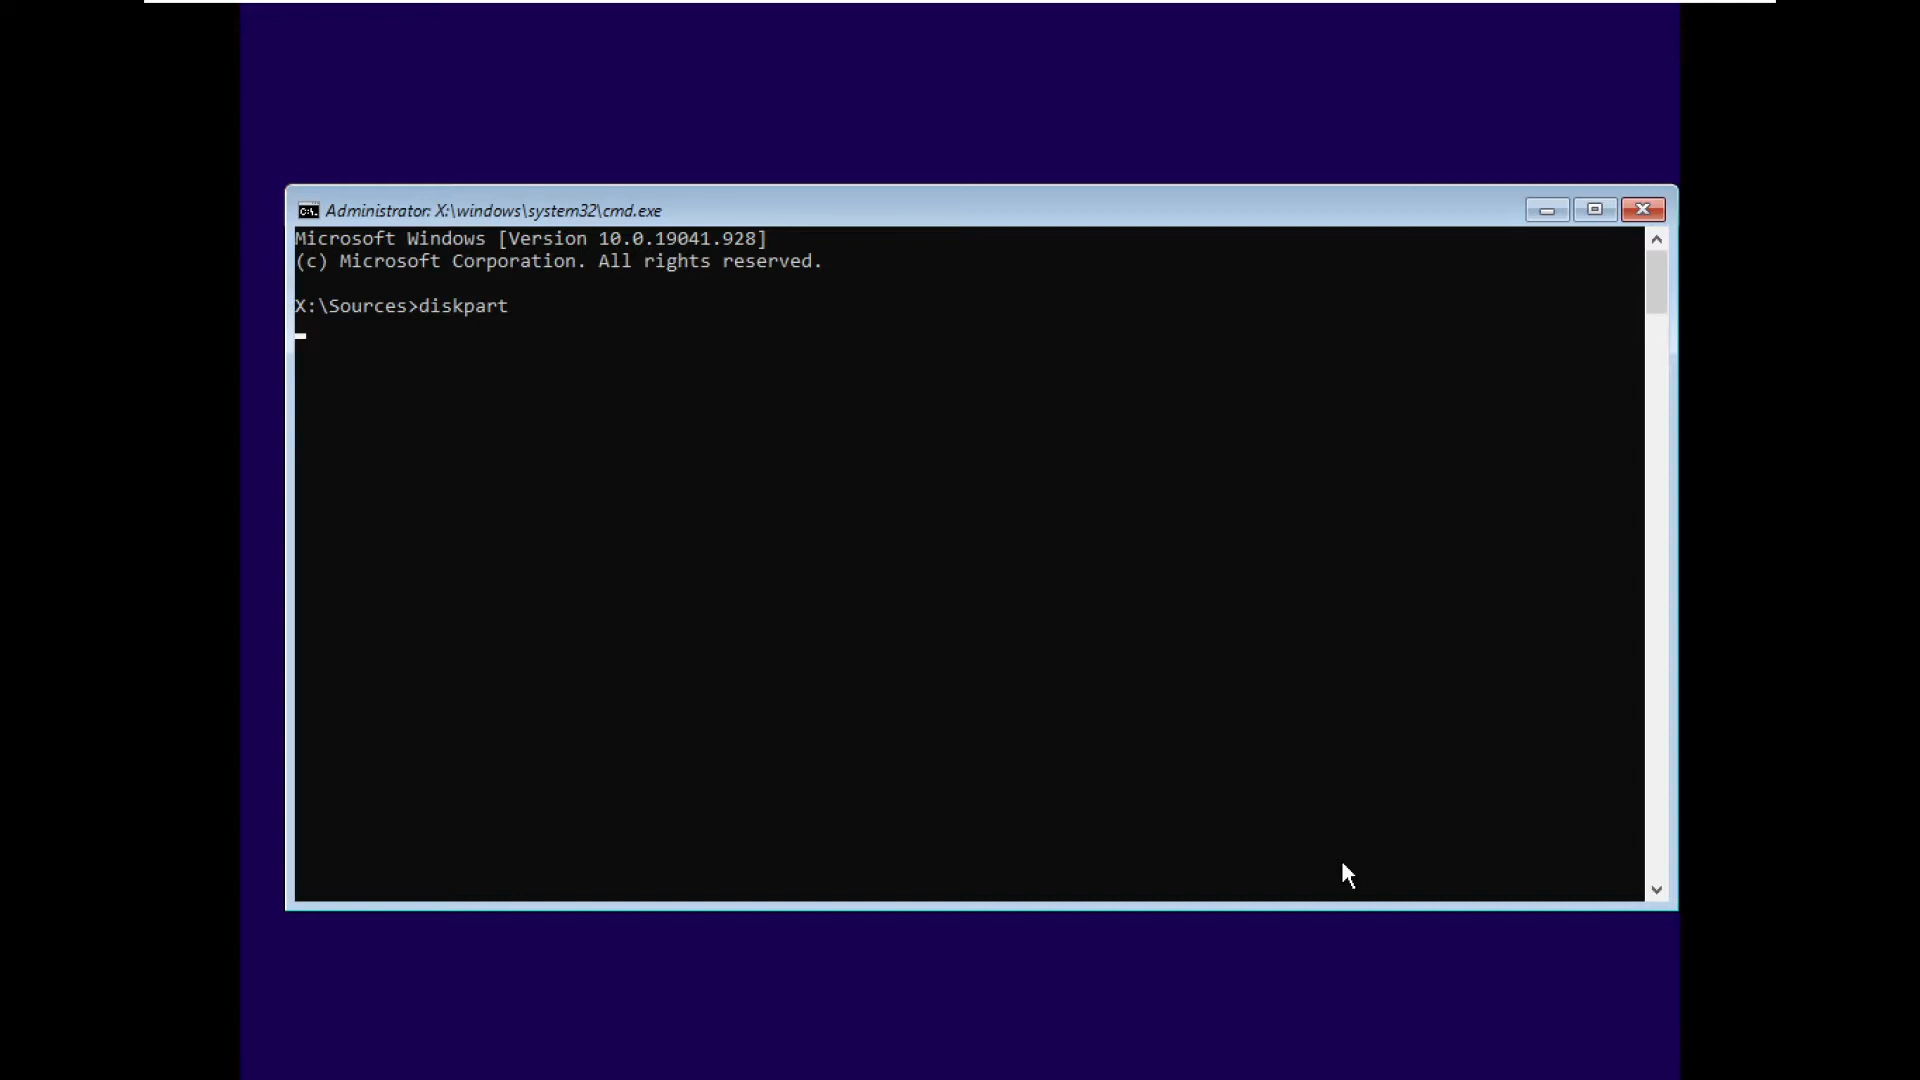 Administrator: X:\windows\system32\cmd.exe
Microsoft Windows [Version 10.0.19041.928]
(c) Microsoft Corporation. All rights reserved.
X:\Sources>diskpart